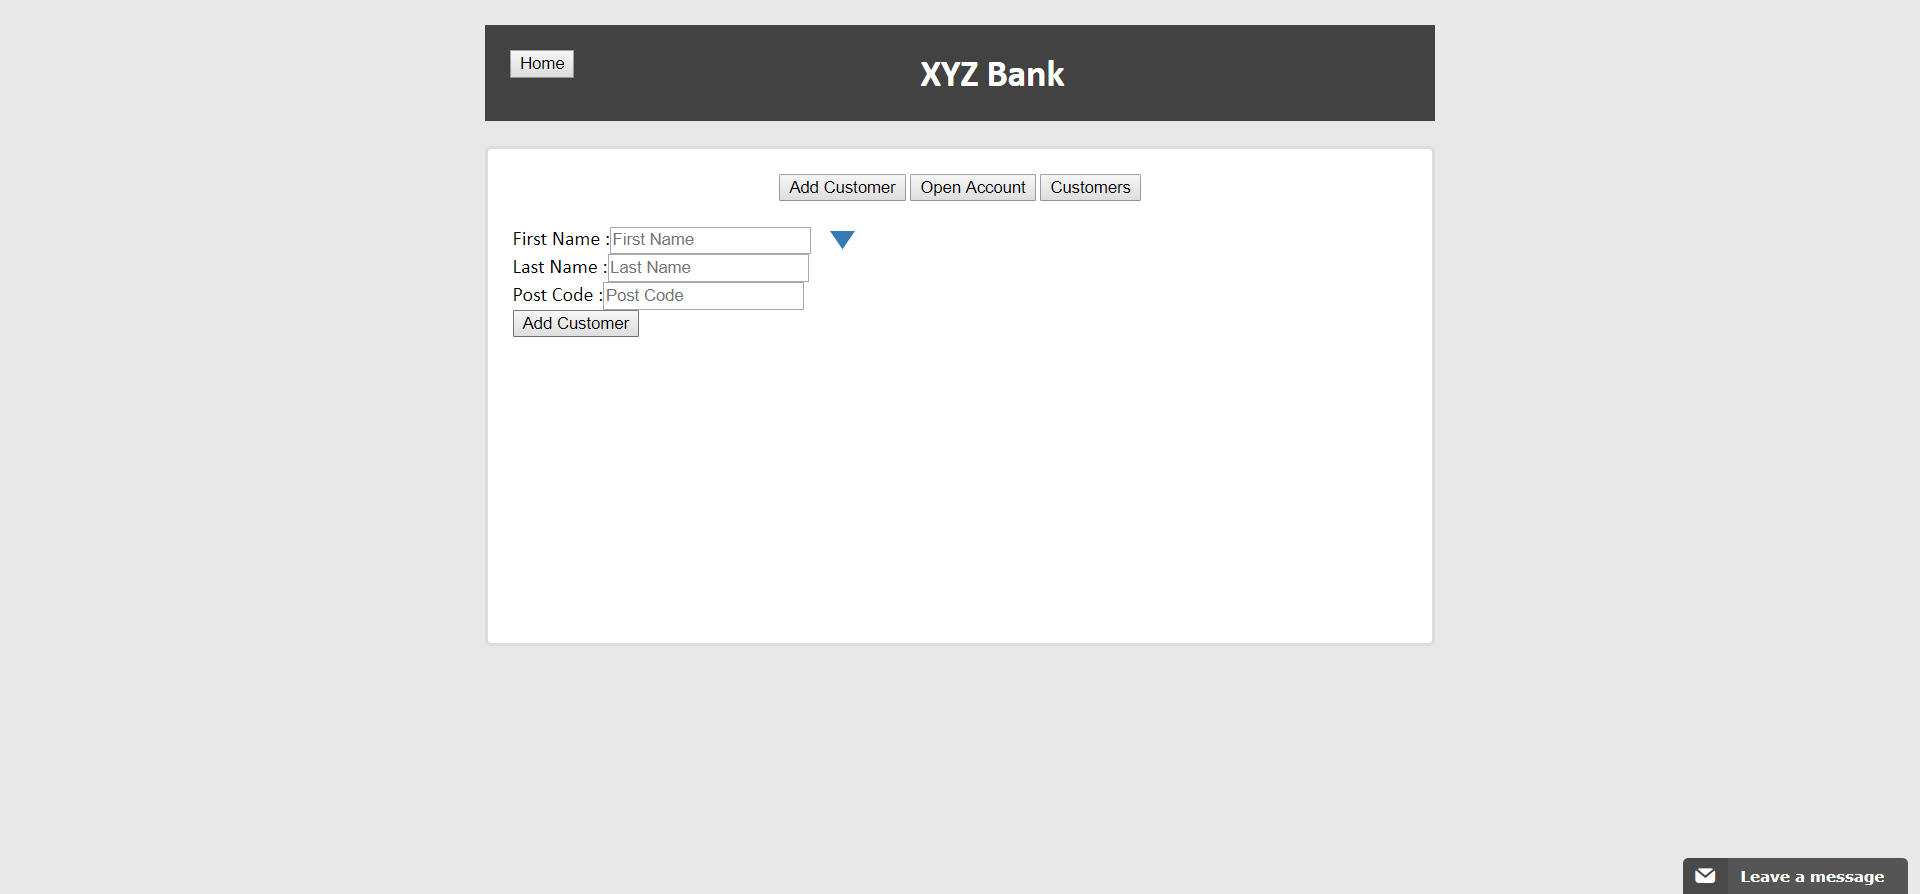 Home
XYZ Bank
Add Customer Open Account Customers
First Name : First Name
Last Name : Last Name
Post Code : Post Code
Add Customer
Leave a message